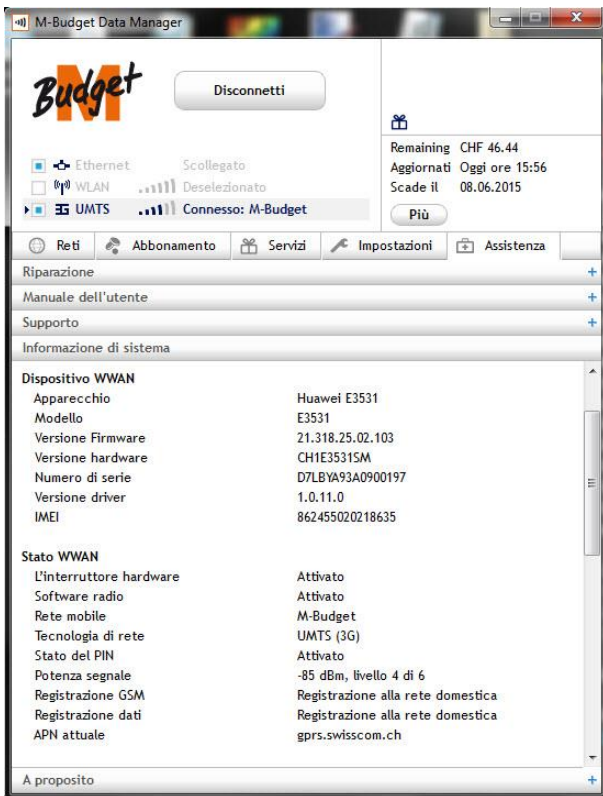 M-Budget Data Manager
M
Budget
Disconnetti
Ethernet Scollegato
WLAN Deselezionato
3G UMTS Connesso: M-Budget
Remaining CHF 46.44
Aggiornati Oggi ore 15:56
Scade il 08.06.2015
Più
Reti Abbonamento Servizi Impostazioni Assistenza
Riparazione +
Manuale dell'utente +
Supporto +
Informazione di sistema
Dispositivo WWAN
Apparecchio Huawei E3531
Modello E3531
Versione Firmware 21.318.25.02.103
Versione hardware CH1E3531SM
Numero di serie D7LBYA93A0900197
Versione driver 1.0.11.0
IMEI 862455020218635
Stato WWAN
L'interruttore hardware Attivato
Software radio Attivato
Rete mobile M-Budget
Tecnologia di rete UMTS (3G)
Stato del PIN Attivato
Potenza segnale -85 dBm, livello 4 di 6
Registrazione GSM Registrazione alla rete domestica
Registrazione dati Registrazione alla rete domestica
APN attuale gprs.swisscom.ch
A proposito +